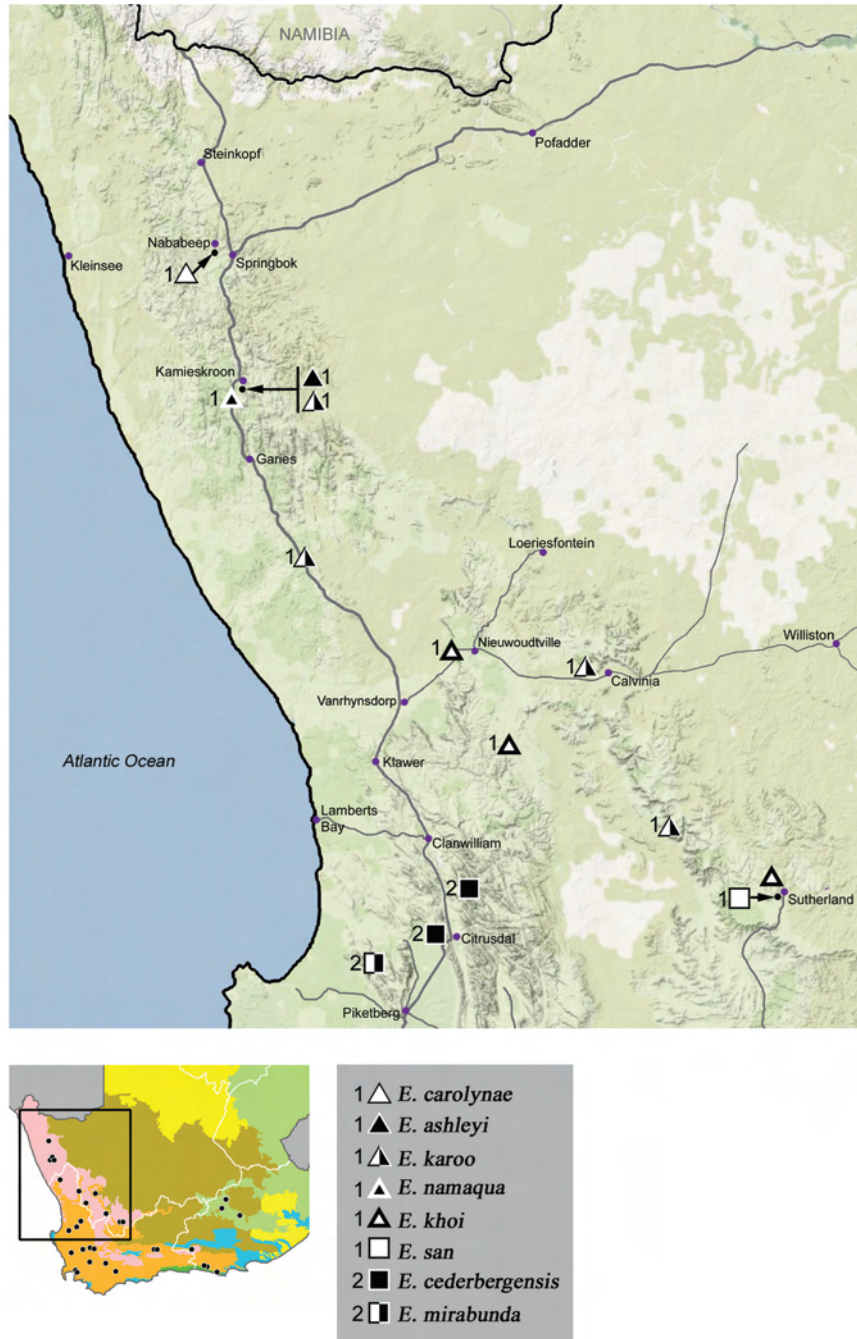 NAMIBIA
Pofadder
Steinkopf
Nababeep
Kleinsee
Springbok
1
Kamieskroon
1
1
1
Garies
Loeriesfontein
1
Nieuwoudtville
1
Williston
1
Calvinia
Vanrhynsdorp
1
Atlantic Ocean
Klawer
Lamberts
Bay
1
Clanwilliam
2
1
Sutherland
2
Citrusdal
2
Piketberg
1 E. carolynae
1 E. ashleyi
1 E. karoo
1 E. namaqua
1 E. khoi
1 E. san
2 E. cederbergensis
2 E. mirabunda